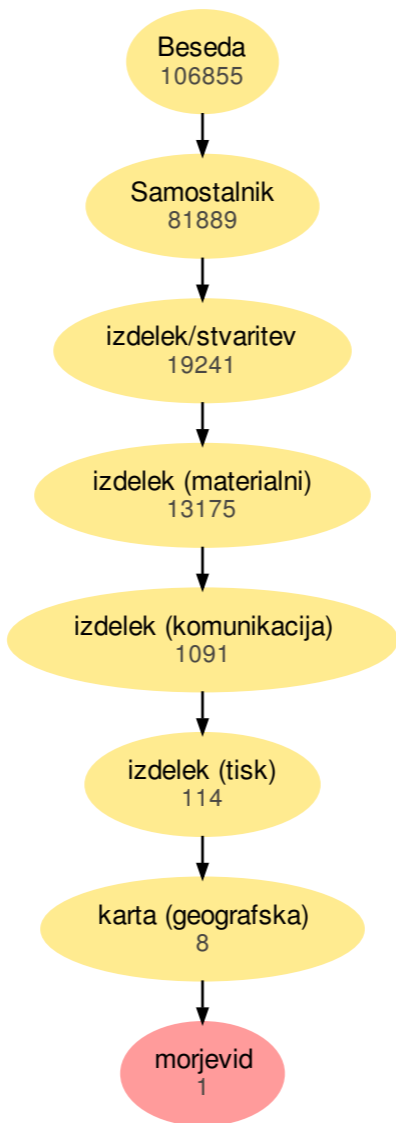 Beseda
106855
Samostalnik
81889
izdelek/stvaritev
19241
izdelek (materialni)
13175
izdelek (komunikacija)
1091
izdelek (tisk)
114
karta (geografska)
8
morjevid
1